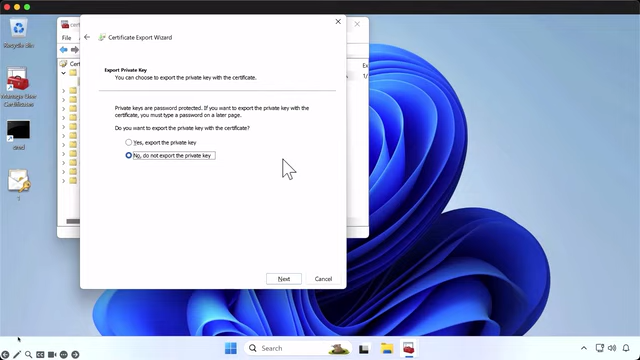 Certificate Export Wizard
Recycle Bin
File
Manage User
Certificates
Export Private Key
You can choose to export the private key with the certificate.
Private keys are password protected. If you want to export the private key with the
certificate, you must type a password on a later page.
Do you want to export the private key with the certificate?
Yes, export the private key
No, do not export the private key
1
Next
Cancel
Search